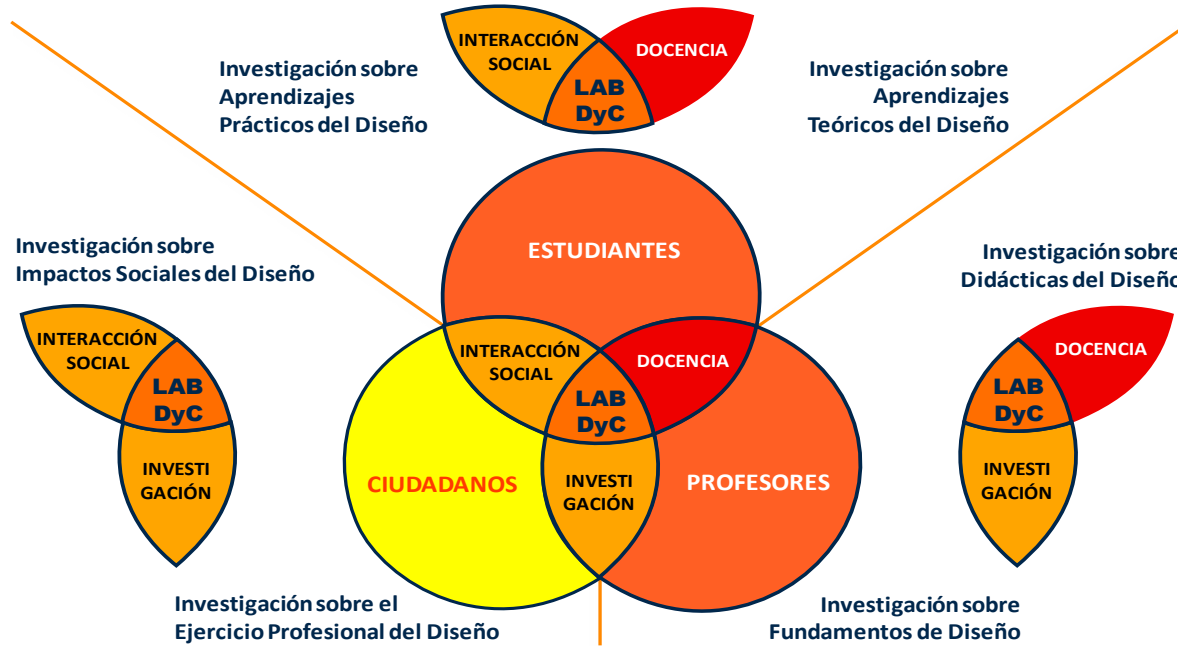 INTERACCIÓN
SOCIAL
DOCENCIA
LAB
DyC
Investigación sobre
Aprendizajes
Prácticos del Diseño
Investigación sobre
Aprendizajes
Teóricos del Diseño
ESTUDIANTES
Investigación sobre
Impactos Sociales del Diseño
INTERACCIÓN
SOCIAL
LAB
DyC
INVESTI
GACIÓN
INTERACCIÓN
SOCIAL
DOCENCIA
LAB
DyC
INVESTI
GACIÓN
CIUDADANOS
PROFESORES
Investigación sobre
Didácticas del Diseño
DOCENCIA
LAB
DyC
INVESTI
GACIÓN
Investigación sobre el
Ejercicio Profesional del Diseño
Investigación sobre
Fundamentos de Diseño